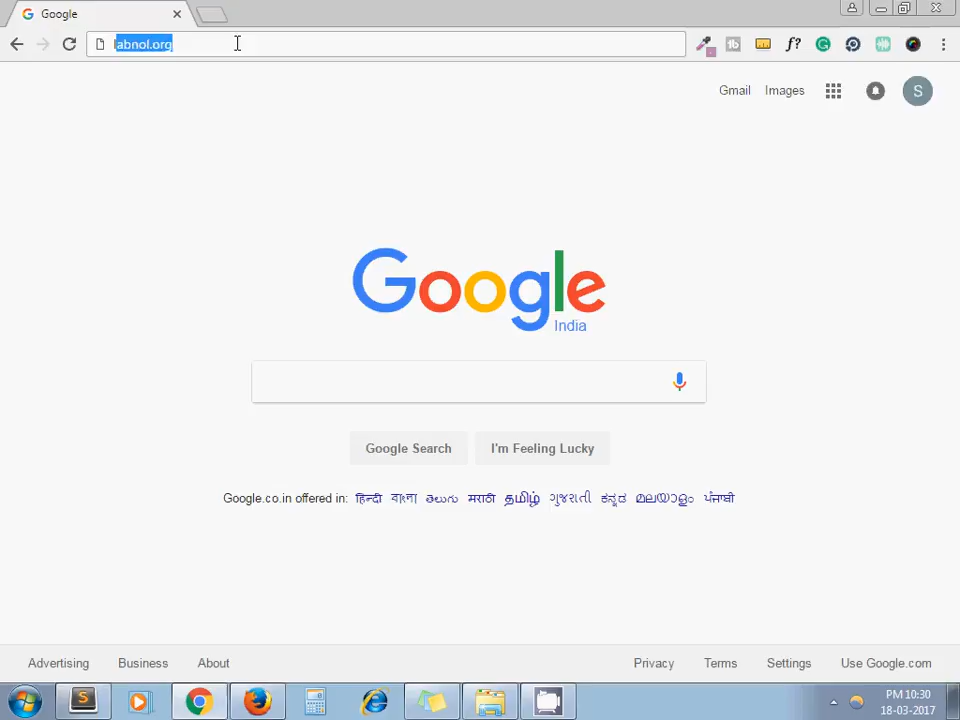 Google
labnol.org
Gmail Images S
Google
India
Google Search I'm Feeling Lucky
Google.co.in offered in: हिन्दी বাংলা తెలుగు मराठी தமிழ் ગુજરાતી ಕನ್ನಡ മലയാളം ਪੰਜਾਬੀ
Advertising Business About Privacy Terms Settings Use Google.com
PM 10:30
18-03-2017